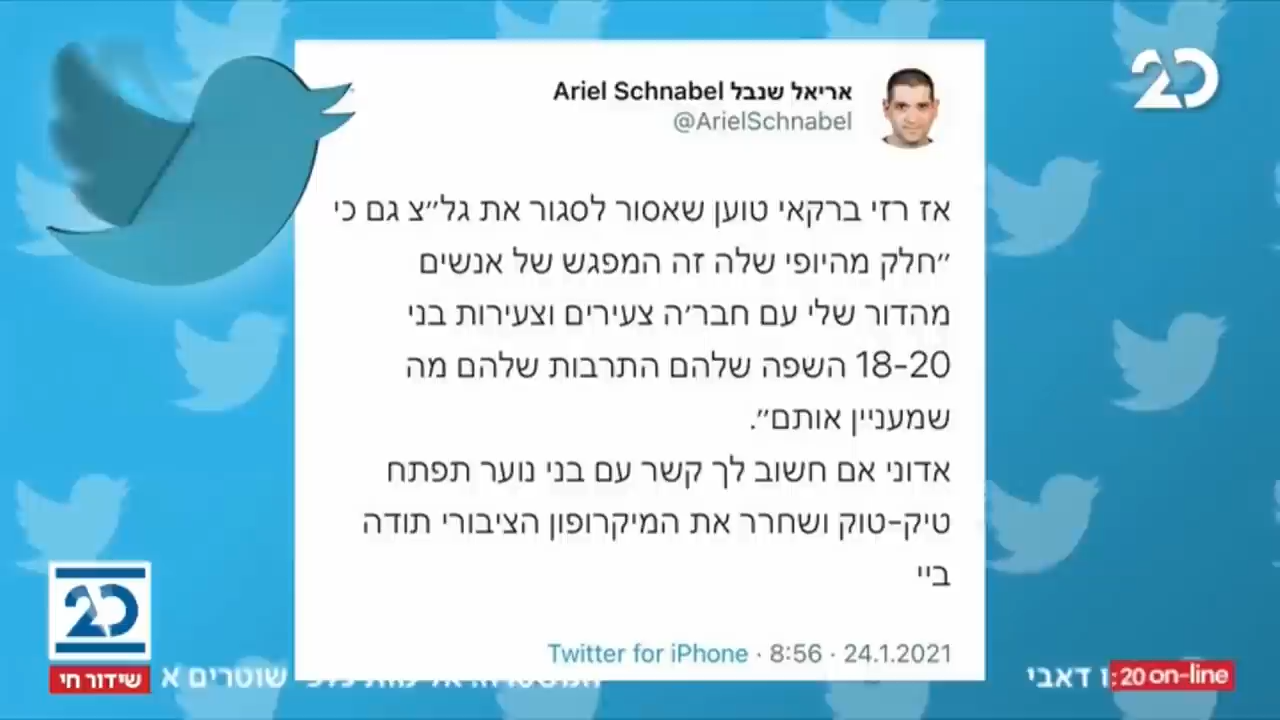 20
אריאל שנבל Ariel Schnabel
@ArielSchnabel
אז רזי ברקאי טוען שאסור לסגור את גל״צ גם כי
״חלק מהיופי שלה זה המפגש של אנשים
מהדור שלי עם חבר׳ה צעירים וצעירות בני
18-20 השפה שלהם התרבות שלהם מה
שמעניין אותם״.
אדוני אם חשוב לך קשר עם בני נוער תפתח
טיק-טוק ושחרר את המיקרופון הציבורי תודה
ביי
Twitter for iPhone · 8:56 · 24.1.2021
20
שידור חי
שוטרים א
דאבי
20 on-line